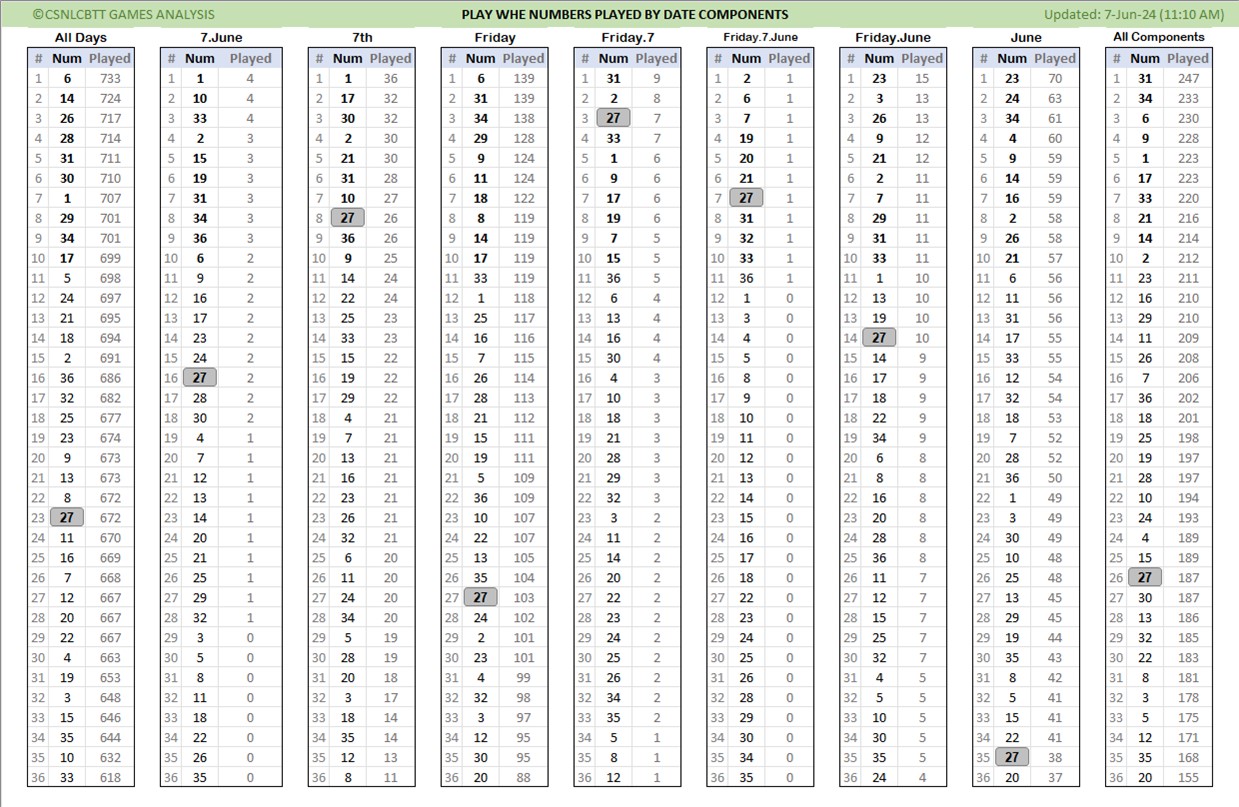 ©CSNLCBTT GAMES ANALYSIS PLAY WHE NUMBERS PLAYED BY DATE COMPONENTS Updated: 7-Jun-24 (11:10 AM)
All Days 7.June 7th Friday Friday.7 Friday.7.June Friday.June June All Components
# Num Played # Num Played # Num Played # Num Played # Num Played # Num Played # Num Played # Num Played # Num Played
1 6 733 1 1 4 1 1 36 1 6 139 1 31 9 1 2 1 1 23 15 1 23 70 1 31 247
2 14 724 2 10 4 2 17 32 2 31 139 2 2 8 2 6 1 2 3 13 2 24 63 2 34 233
3 26 717 3 33 4 3 30 32 3 34 138 3 27 7 3 7 1 3 26 13 3 34 61 3 6 230
4 28 714 4 2 3 4 2 30 4 29 128 4 33 7 4 19 1 4 9 12 4 4 60 4 9 228
5 31 711 5 15 3 5 21 30 5 9 124 5 1 6 5 20 1 5 21 12 5 9 59 5 1 223
6 30 710 6 19 3 6 31 28 6 11 124 6 9 6 6 21 1 6 2 11 6 14 59 6 17 223
7 1 707 7 31 3 7 10 27 7 18 122 7 17 6 7 27 1 7 7 11 7 16 59 7 33 220
8 29 701 8 34 3 8 27 26 8 8 119 8 19 6 8 31 1 8 29 11 8 2 58 8 21 216
9 34 701 9 36 3 9 36 26 9 14 119 9 7 5 9 32 1 9 31 11 9 26 58 9 14 214
10 17 699 10 6 2 10 9 25 10 17 119 10 15 5 10 33 1 10 33 11 10 21 57 10 2 212
11 5 698 11 9 2 11 14 24 11 33 119 11 36 5 11 36 1 11 1 10 11 6 56 11 23 211
12 24 697 12 16 2 12 22 24 12 1 118 12 6 4 12 1 0 12 13 10 12 11 56 12 16 210
13 21 695 13 17 2 13 25 23 13 25 117 13 13 4 13 3 0 13 19 10 13 31 56 13 29 210
14 18 694 14 23 2 14 33 23 14 16 116 14 16 4 14 4 0 14 27 10 14 17 55 14 11 209
15 2 691 15 24 2 15 15 22 15 7 115 15 30 4 15 5 0 15 14 9 15 33 55 15 26 208
16 36 686 16 27 2 16 19 22 16 26 114 16 4 3 16 8 0 16 17 9 16 12 54 16 7 206
17 32 682 17 28 2 17 29 22 17 28 113 17 10 3 17 9 0 17 18 9 17 32 54 17 36 202
18 25 677 18 30 2 18 4 21 18 21 112 18 18 3 18 10 0 18 22 9 18 18 53 18 18 201
19 23 674 19 4 1 19 7 21 19 15 111 19 21 3 19 11 0 19 34 9 19 7 52 19 25 198
20 9 673 20 7 1 20 13 21 20 19 111 20 28 3 20 12 0 20 6 8 20 28 52 20 19 197
21 13 673 21 12 1 21 16 21 21 5 109 21 29 3 21 13 0 21 8 8 21 36 50 21 28 197
22 8 672 22 13 1 22 23 21 22 36 109 22 32 3 22 14 0 22 16 8 22 1 49 22 10 194
23 27 672 23 14 1 23 26 21 23 10 107 23 3 2 23 15 0 23 20 8 23 3 49 23 24 193
24 11 670 24 20 1 24 32 21 24 22 107 24 11 2 24 16 0 24 28 8 24 30 49 24 4 189
25 16 669 25 21 1 25 6 20 25 13 105 25 14 2 25 17 0 25 36 8 25 10 48 25 15 189
26 7 668 26 25 1 26 11 20 26 35 104 26 20 2 26 18 0 26 11 7 26 25 48 26 27 187
27 12 667 27 29 1 27 24 20 27 27 103 27 22 2 27 22 0 27 12 7 27 13 45 27 30 187
28 20 667 28 32 1 28 34 20 28 24 102 28 23 2 28 23 0 28 15 7 28 29 45 28 13 186
29 22 667 29 3 0 29 5 19 29 2 101 29 24 2 29 24 0 29 25 7 29 19 44 29 32 185
30 4 663 30 5 0 30 28 19 30 23 101 30 25 2 30 25 0 30 32 7 30 35 43 30 22 183
31 19 653 31 8 0 31 20 18 31 4 99 31 26 2 31 26 0 31 4 5 31 8 42 31 8 181
32 3 648 32 11 0 32 3 17 32 32 98 32 34 2 32 28 0 32 5 5 32 5 41 32 3 178
33 15 646 33 18 0 33 18 14 33 3 97 33 35 2 33 29 0 33 10 5 33 15 41 33 5 175
34 35 644 34 22 0 34 35 14 34 12 95 34 5 1 34 30 0 34 30 5 34 22 41 34 12 171
35 10 632 35 26 0 35 12 13 35 30 95 35 8 1 35 34 0 35 35 5 35 27 38 35 35 168
36 33 618 36 35 0 36 8 11 36 20 88 36 12 1 36 35 0 36 24 4 36 20 37 36 20 155